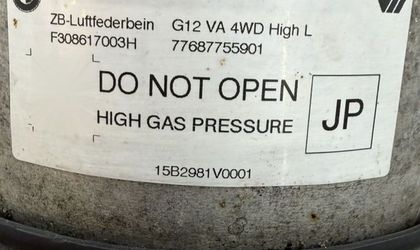 ZB-Luftfederbein G12 VA 4WD High L
F308617003H 77687755901
DO NOT OPEN
HIGH GAS PRESSURE
JP
15B2981V0001